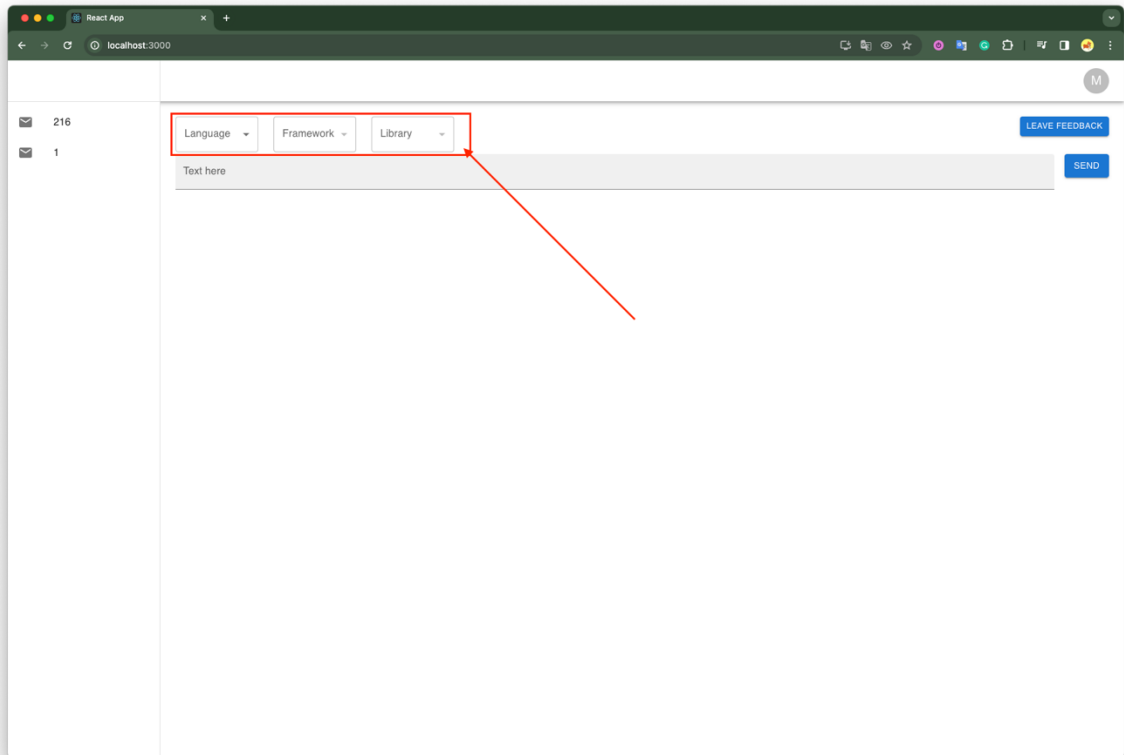 React App
localhost:3000
M
216
1
Language
Framework
Library
LEAVE FEEDBACK
Text here
SEND